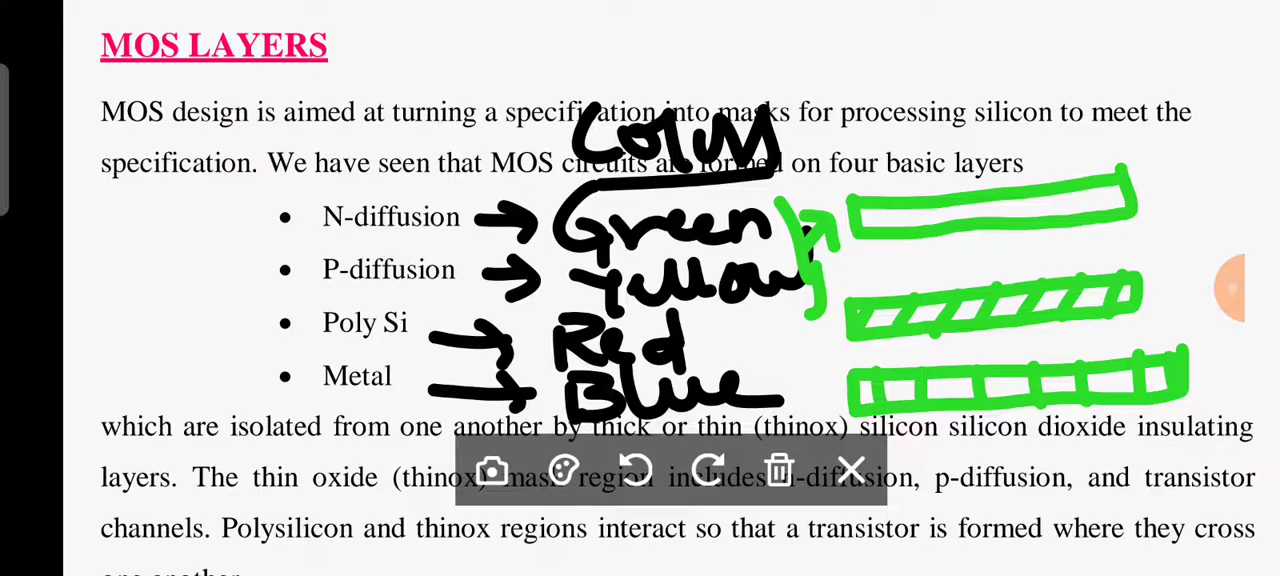 MOS LAYERS
MOS design is aimed at turning a specification into masks for processing silicon to meet the
Colurs
specification. We have seen that MOS circuits are formed on four basic layers
N-diffusion Green
P-diffusion Yellow
Poly Si Red
Metal Blue
which are isolated from one another by thick or thin (thinox) silicon silicon dioxide insulating
layers. The thin oxide (thinox) mask region includes n-diffusion, p-diffusion, and transistor
channels. Polysilicon and thinox regions interact so that a transistor is formed where they cross
one another